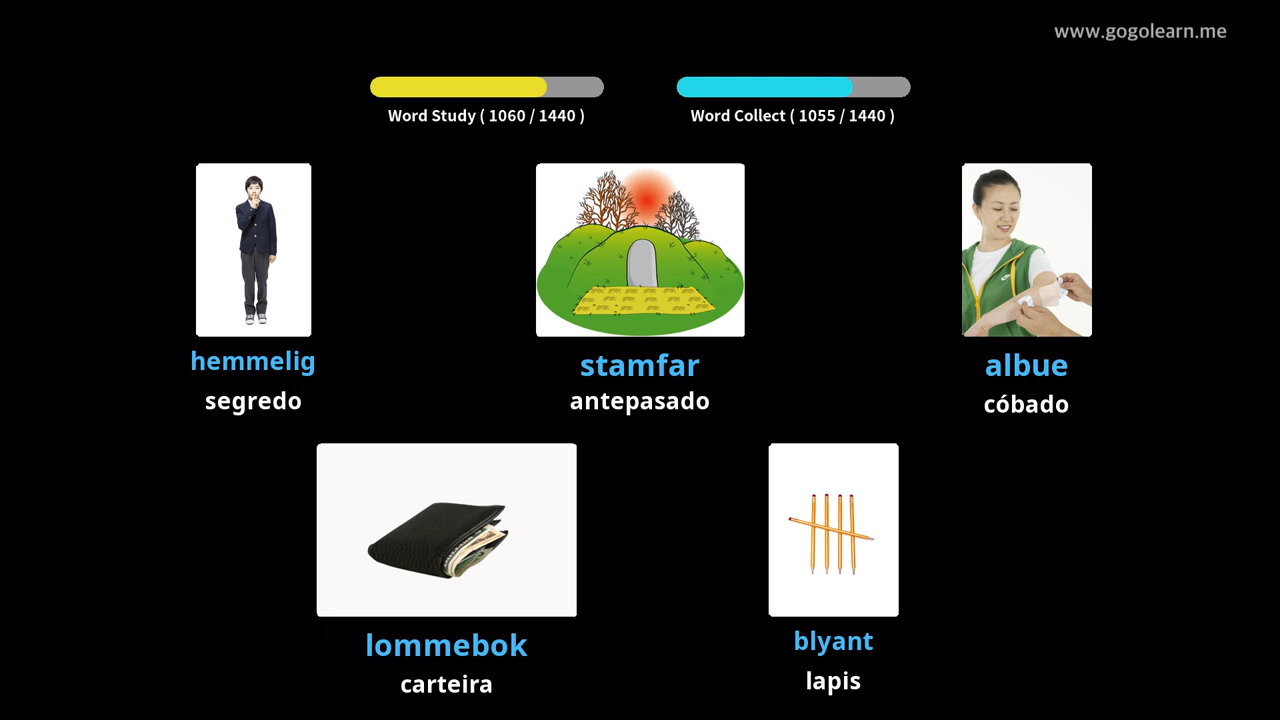 www.gogolearn.me
Word Study ( 1060 / 1440 )
Word Collect ( 1055 / 1440 )
hemmelig
segredo
stamfar
antepasado
albue
cóbado
lommebok
carteira
blyant
lapis